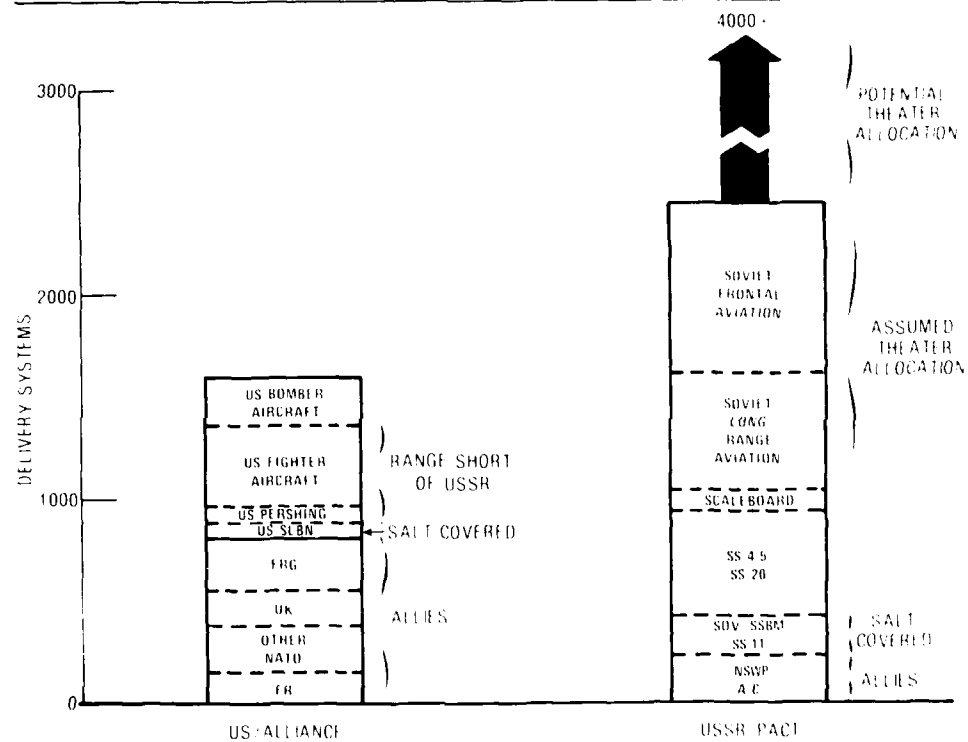 4000
3000
2000
1000
0
DELIVERY SYSTEMS
US BOMBER
AIRCRAFT
US FIGHTER
AIRCRAFT
US PERSHING
US SLBN
FRG
UK
OTHER
NATO
FR
RANGE SHORT
OF USSR
SALT COVERED
ALLIES
US/ALLIANCE
SOVIET
FRONTAL
AVIATION
SOVIET
LONG
RANGE
AVIATION
SCALEBOARD
SS 4.5
SS 20
SOV. SSBM
SS 11
NSWP
A C
POTENTIAL
THEATER
ALLOCATION
ASSUMED
THEATER
ALLOCATION
SALT
COVERED
ALLIES
USSR PACT